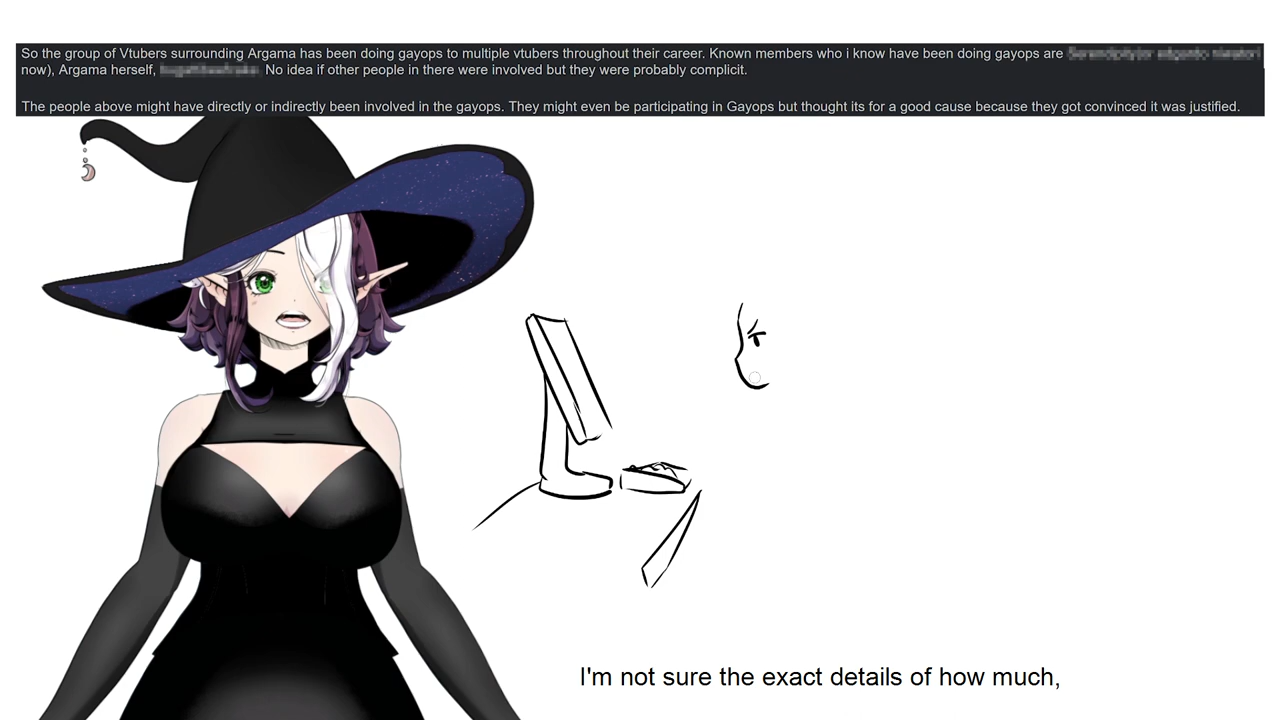 So the group of Vtubers surrounding Argama has been doing gayops to multiple vtubers throughout their career. Known members who i know have been doing gayops are
now), Argama herself, No idea if other people in there were involved but they were probably complicit.
The people above might have directly or indirectly been involved in the gayops. They might even be participating in Gayops but thought its for a good cause because they got convinced it was justified.
I'm not sure the exact details of how much,